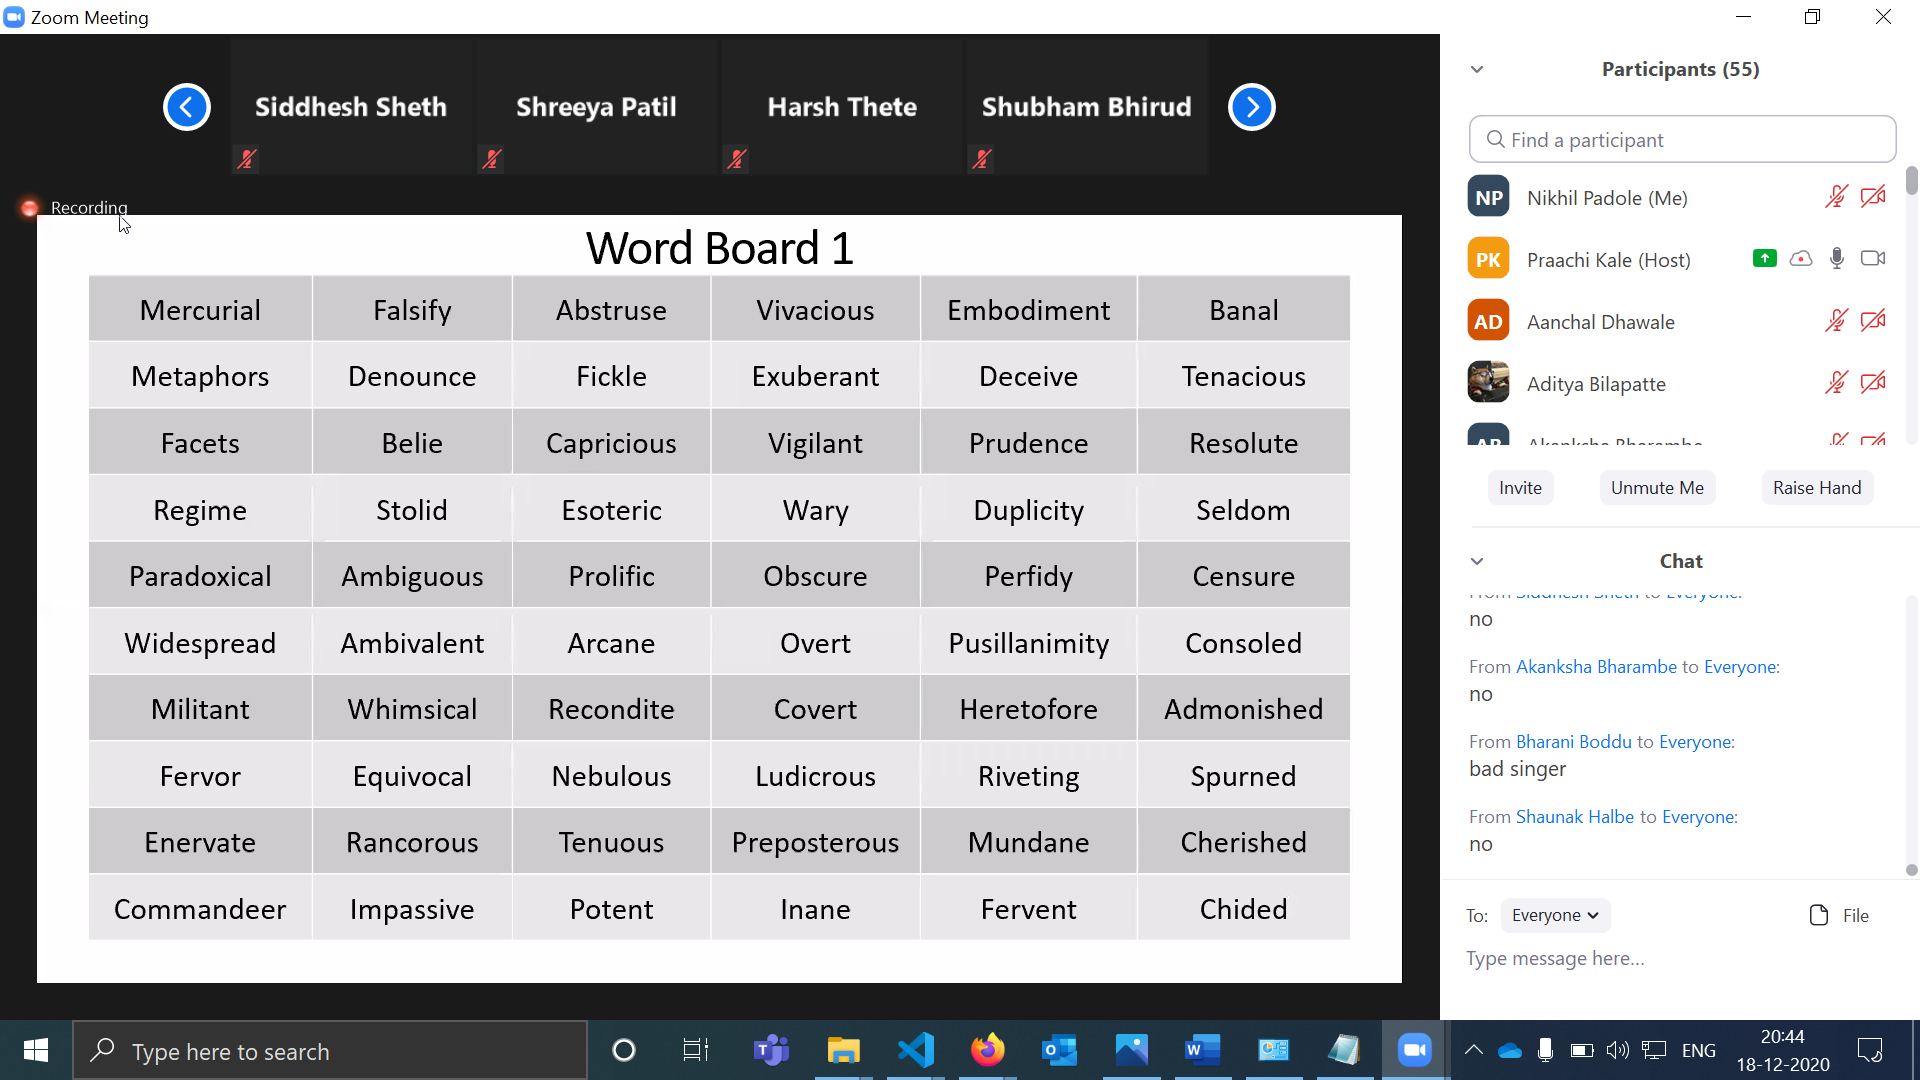 Zoom Meeting
Siddhesh Sheth
Shreeya Patil
Harsh Thete
Shubham Bhirud
Recording
Word Board 1
Mercurial Falsify Abstruse Vivacious Embodiment Banal
Metaphors Denounce Fickle Exuberant Deceive Tenacious
Facets Belie Capricious Vigilant Prudence Resolute
Regime Stolid Esoteric Wary Duplicity Seldom
Paradoxical Ambiguous Prolific Obscure Perfidy Censure
Widespread Ambivalent Arcane Overt Pusillanimity Consoled
Militant Whimsical Recondite Covert Heretofore Admonished
Fervor Equivocal Nebulous Ludicrous Riveting Spurned
Enervate Rancorous Tenuous Preposterous Mundane Cherished
Commandeer Impassive Potent Inane Fervent Chided
Participants (55)
Find a participant
NP Nikhil Padole (Me)
PK Praachi Kale (Host)
AD Aanchal Dhawale
Aditya Bilapatte
AB Akanksha Bharambe
Invite Unmute Me Raise Hand
Chat
From Siddhesh Sheth to Everyone:
no
From Akanksha Bharambe to Everyone:
no
From Bharani Boddu to Everyone:
bad singer
From Shaunak Halbe to Everyone:
no
To: Everyone File
Type message here...
Type here to search
ENG
20:44
18-12-2020